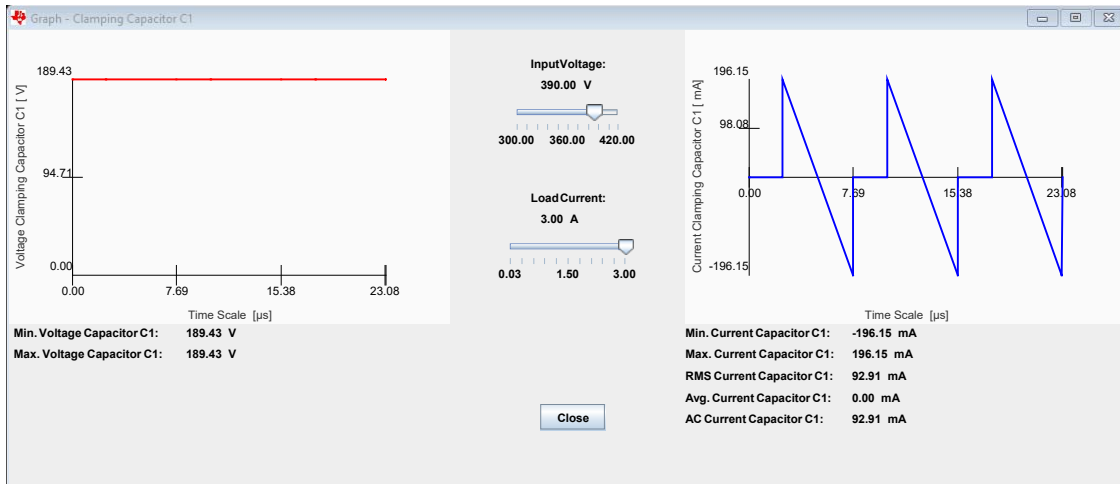 Graph - Clamping Capacitor C1
Voltage Clamping Capacitor C1 [ V]
189.43
94.71
0.00
0.00 7.69 15.38 23.08
Time Scale [µs]
Min. Voltage Capacitor C1: 189.43 V
Max. Voltage Capacitor C1: 189.43 V
Input Voltage:
390.00 V
300.00 360.00 420.00
Load Current:
3.00 A
0.03 1.50 3.00
Close
Current Clamping Capacitor C1 [ mA]
196.15
98.08
-196.15
0.00 7.69 15.38 23.08
Time Scale [µs]
Min. Current Capacitor C1: -196.15 mA
Max. Current Capacitor C1: 196.15 mA
RMS Current Capacitor C1: 92.91 mA
Avg. Current Capacitor C1: 0.00 mA
AC Current Capacitor C1: 92.91 mA